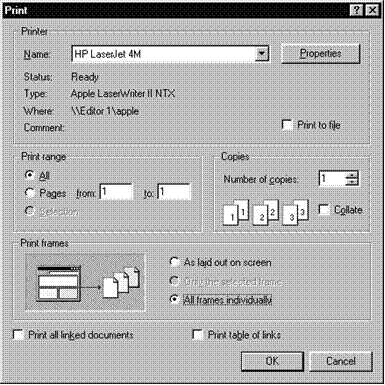 Print
Printer
Name: HP LaserJet 4M Properties
Status: Ready
Type: Apple LaserWriter II NTX
Where: \\Editor 1\apple
Comment: Print to file
Print range
All
Pages from: 1 to: 1
Selection
Copies
Number of copies: 1
1 1 2 2 3 3 Collate
Print frames
As laid out on screen
Only the selected frame
All frames individually
Print all linked documents Print table of links
OK Cancel